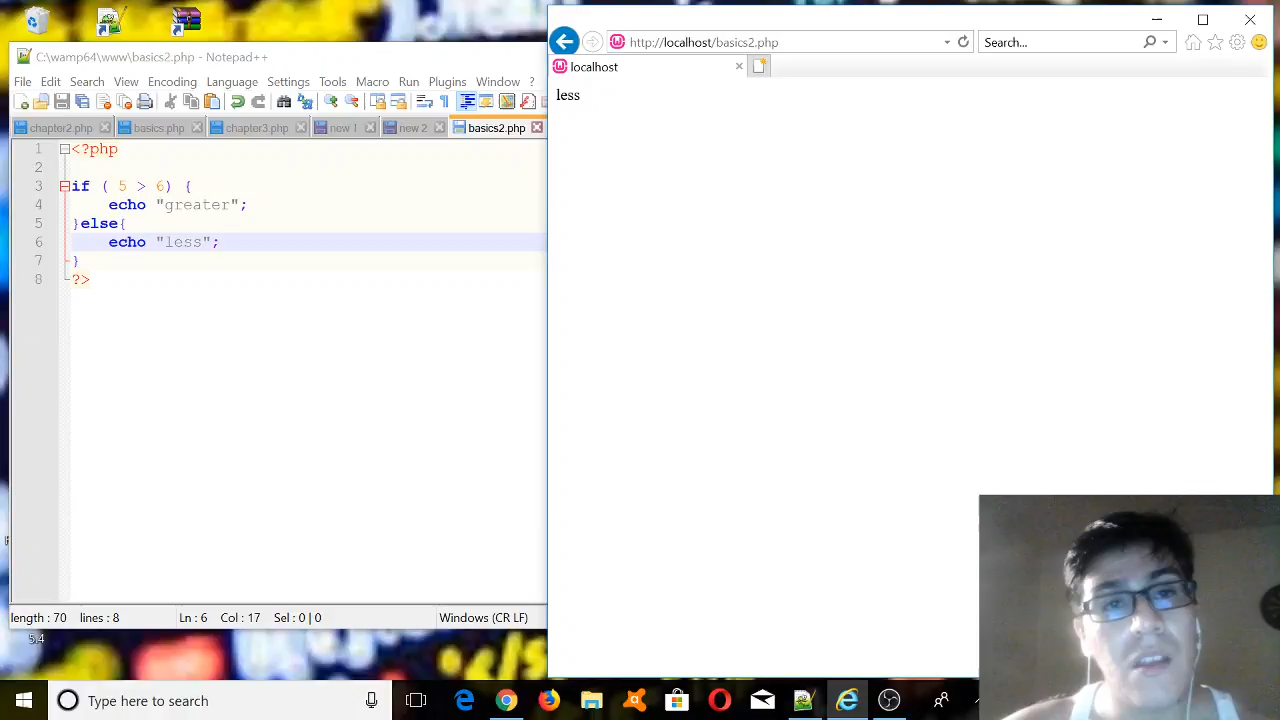 C:\wamp64\www\basics2.php - Notepad++
File Edit Search View Encoding Language Settings Tools Macro Run Plugins Window ?
chapter2.php basics.php chapter3.php new 1 new 2 basics2.php
1 <?php
2
3 if ( 5 > 6) {
4 echo "greater";
5 }else{
6 echo "less";
7 }
8 ?>
length : 70 lines : 8 Ln : 6 Col : 17 Sel : 0 | 0 Windows (CR LF)
5.4
http://localhost/basics2.php
Search...
localhost
less
Type here to search